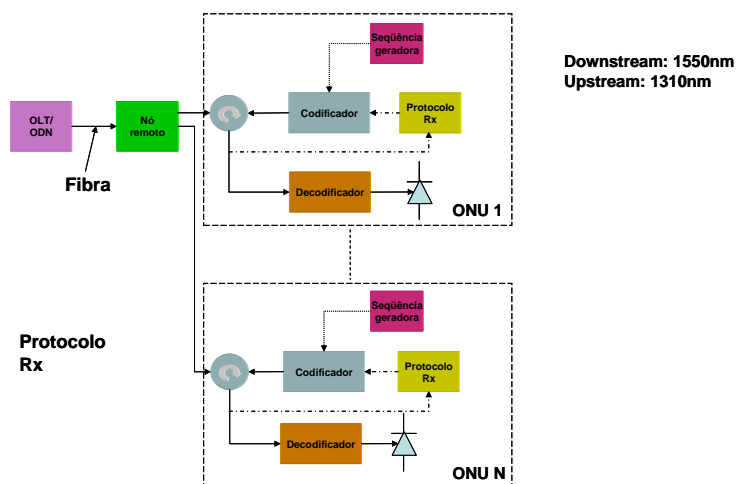 Seqüência
geradora
Downstream: 1550nm
Upstream: 1310nm
OLT/
ODN
Nó
remoto
Codificador
Protocolo
Rx
Fibra
Decodificador
ONU 1
Seqüência
geradora
Protocolo
Rx
Codificador
Protocolo
Rx
Decodificador
ONU N